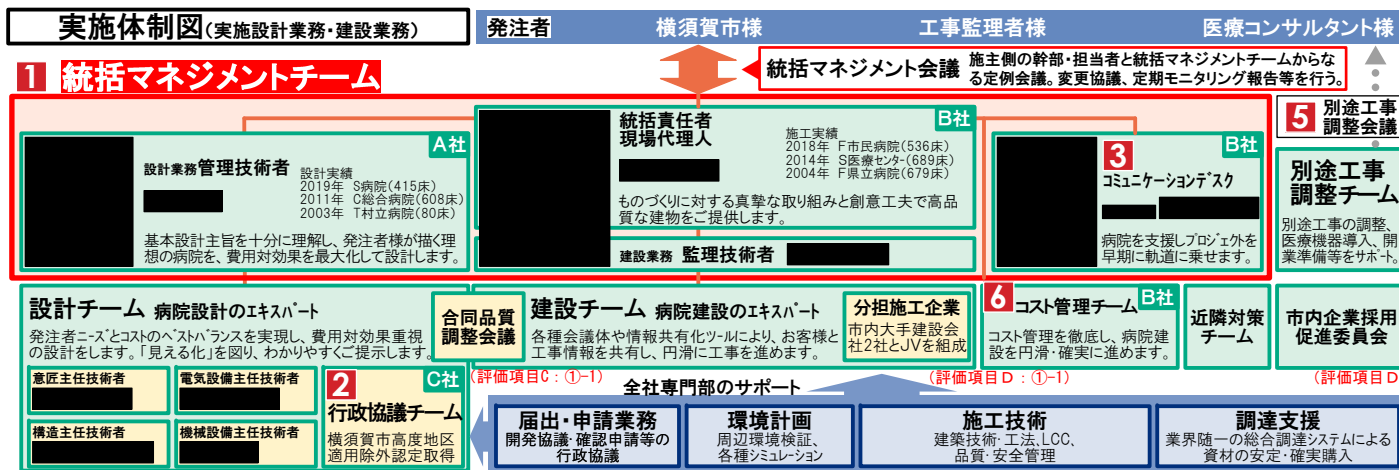 実施体制図(実施設計業務・建設業務)
発注者 横須賀市様 工事監理者様 医療コンサルタント様
1 統括マネジメントチーム
統括マネジメント会議 施主側の幹部・担当者と統括マネジメントチームからな
る定例会議。変更協議、定期モニタリング報告等を行う。
A社
設計業務管理技術者
設計実績
2019年 S病院(415床)
2011年 C総合病院(608床)
2003年 T村立病院(80床)
基本設計主旨を十分に理解し、発注者様が描く理
想の病院を、費用対効果を最大化して設計します。
B社
統括責任者
現場代理人
施工実績
2018年 F市民病院(536床)
2014年 S医療センター(689床)
2004年 F県立病院(679床)
ものづくりに対する真摯な取り組みと創意工夫で高品
質な建物をご提供します。
建設業務 監理技術者
B社
3
コミュニケーションデスク
病院を支援しプロジェクトを
早期に軌道に乗せます。
5 別途工事
調整会議
別途工事
調整チーム
別途工事の調整、
医療機器導入、開
業準備等をサポート。
設計チーム 病院設計のエキスパート
発注者ニーズとコストのベストバランスを実現し、費用対効果重視
の設計をします。「見える化」を図り、わかりやすくご提示します。
合同品質
調整会議
建設チーム 病院建設のエキスパート
各種会議体や情報共有化ツールにより、お客様と
工事情報を共有し、円滑に工事を進めます。
分担施工企業
市内大手建設会
社2社とJVを組成
6 コスト管理チーム B社
コスト管理を徹底し、病院建
設を円滑・確実に進めます。
近隣対策
チーム
市内企業採用
促進委員会
(評価項目C:①-1)
(評価項目D:①-1)
(評価項目D
意匠主任技術者
電気設備主任技術者
構造主任技術者
機械設備主任技術者
2 C社
行政協議チーム
横須賀市高度地区
適用除外認定取得
全社専門部のサポート
届出・申請業務
開発協議・確認申請等の
行政協議
環境計画
周辺環境検証、
各種シミュレーション
施工技術
建築技術・工法、LCC、
品質・安全管理
調達支援
業界随一の総合調達システムによる
資材の安定・確実購入